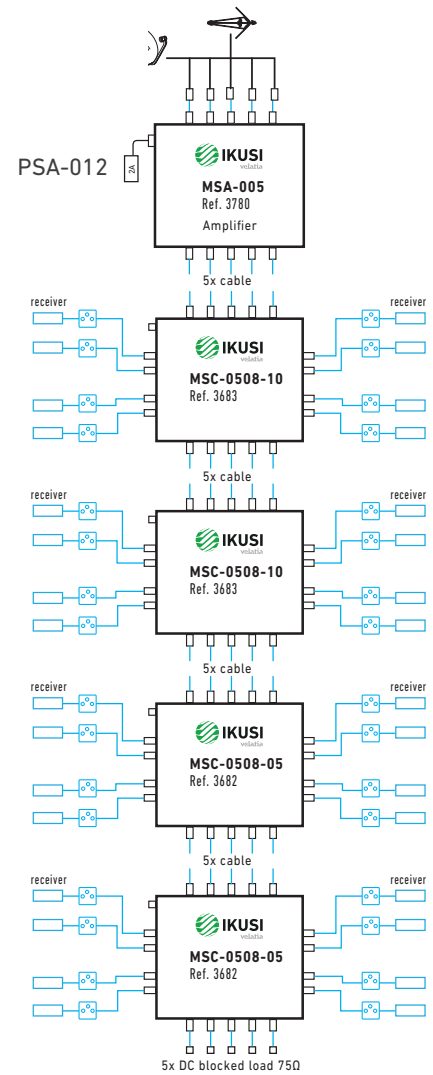 PSA-012
2A
IKUSI
velatia
MSA-005
Ref. 3780
Amplifier
5x cable
receiver
receiver
IKUSI
velatia
MSC-0508-10
Ref. 3683
5x cable
receiver
receiver
IKUSI
velatia
MSC-0508-10
Ref. 3683
5x cable
receiver
receiver
IKUSI
velatia
MSC-0508-05
Ref. 3682
5x cable
receiver
receiver
IKUSI
velatia
MSC-0508-05
Ref. 3682
5x DC blocked load 75Ω